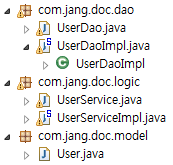 com.jang.doc.dao
UserDao.java
UserDaoImpl.java
UserDaoImpl
com.jang.doc.logic
UserService.java
UserServiceImpl.java
com.jang.doc.model
User.java